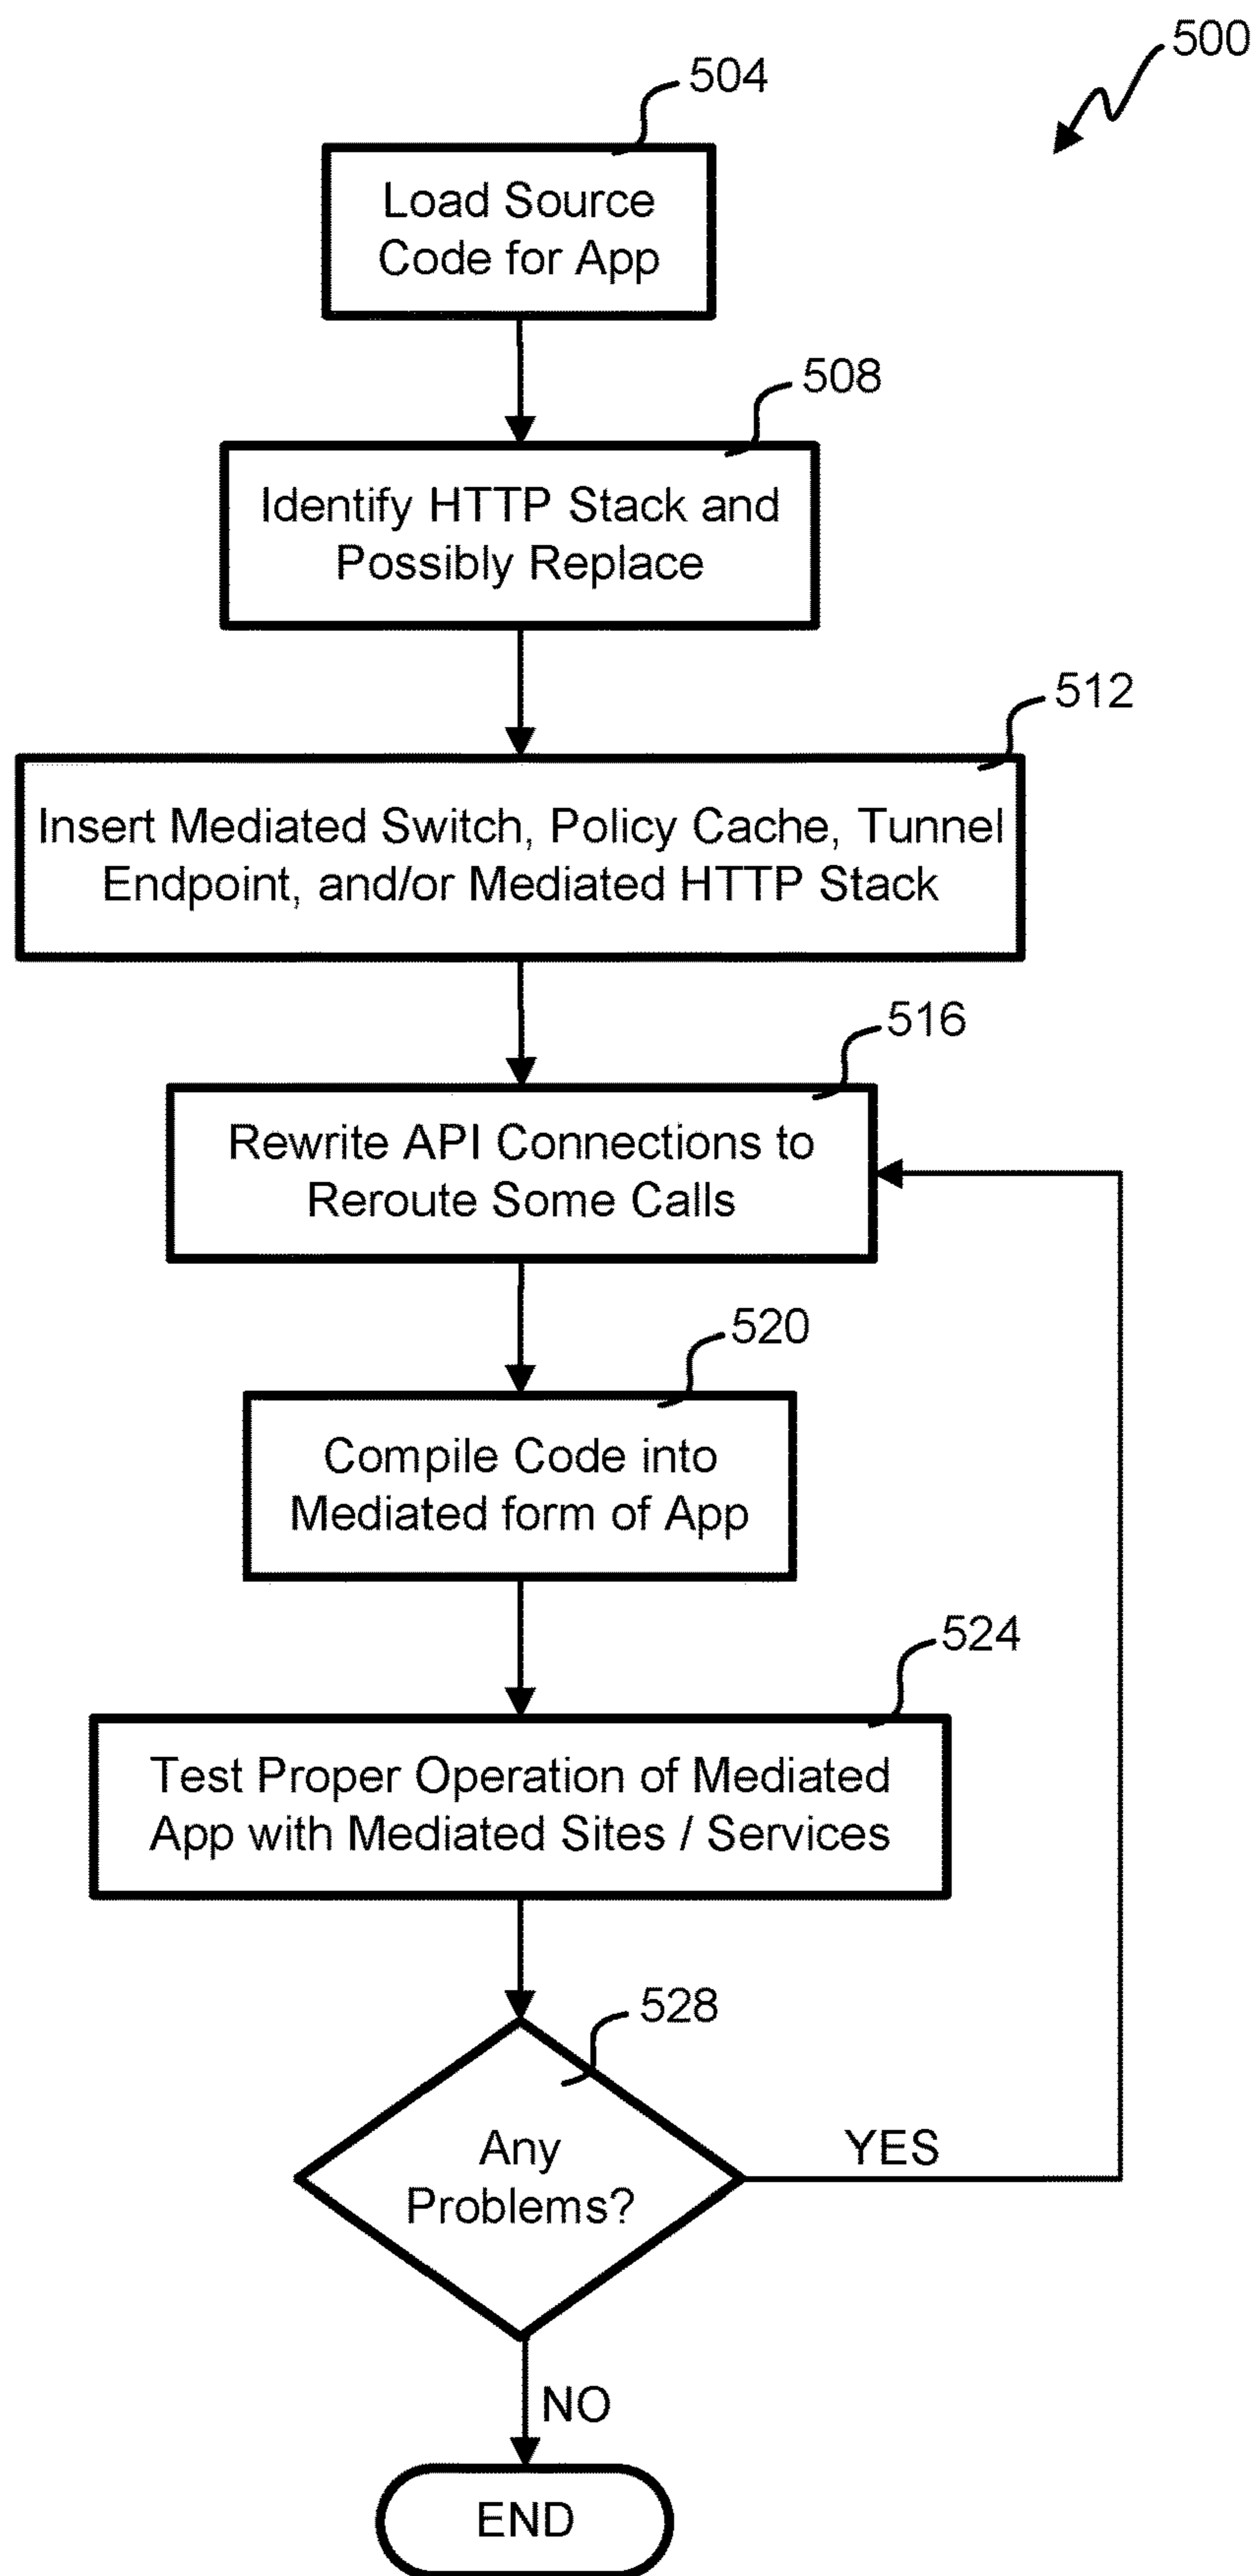 500
504
Load Source
Code for App
508
Identify HTTP Stack and
Possibly Replace
512
Insert Mediated Switch, Policy Cache, Tunnel
Endpoint, and/or Mediated HTTP Stack
516
Rewrite API Connections to
Reroute Some Calls
520
Compile Code into
Mediated form of App
524
Test Proper Operation of Mediated
App with Mediated Sites / Services
528
Any
Problems?
YES
NO
END